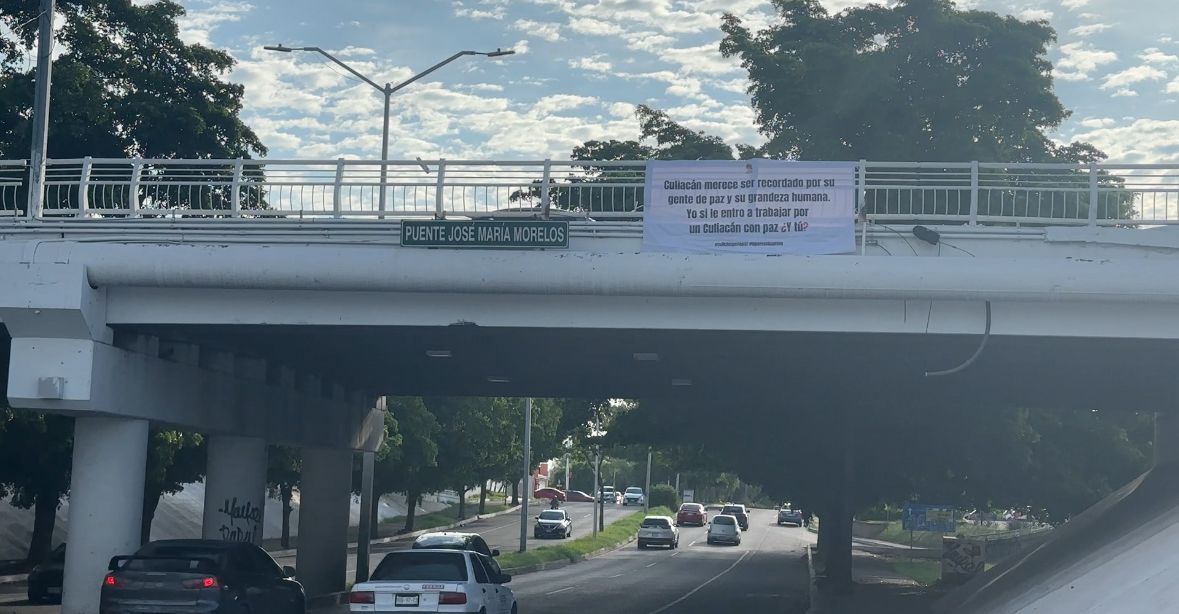 Culiacán merece ser recordado por su
gente de paz y su grandeza humana.
Yo si le entro a trabajar por
un Culiacán con paz ¿Y tú?
PUENTE JOSÉ MARÍA MORELOS